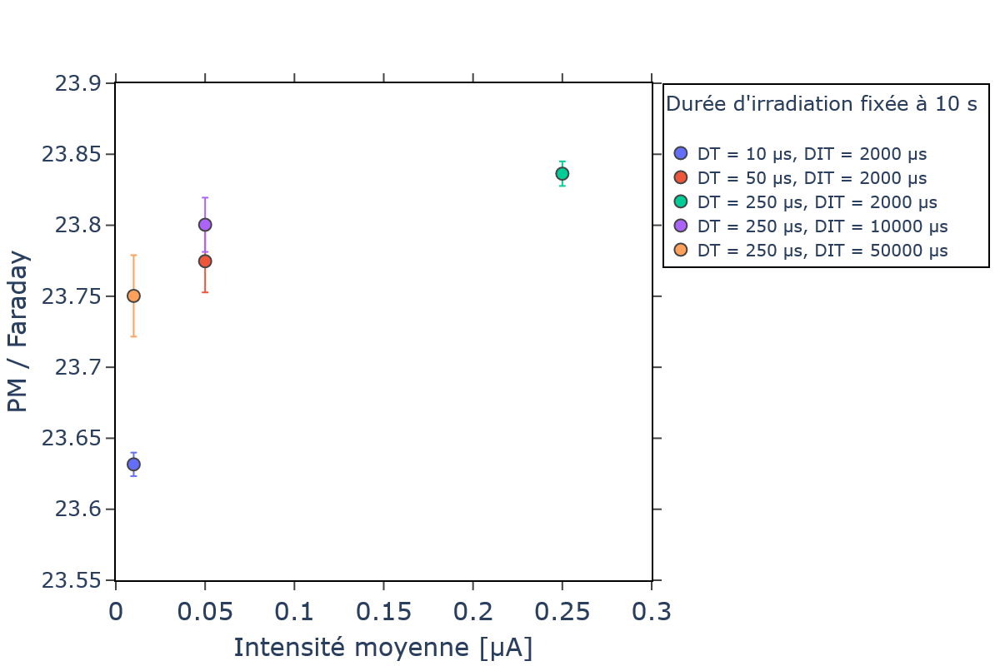 23.9
23.85
23.8
23.75
23.7
23.65
23.6
23.55
PM / Faraday
0 0.05 0.1 0.15 0.2 0.25 0.3
Intensité moyenne [µA]
Durée d'irradiation fixée à 10 s
DT = 10 µs, DIT = 2000 µs
DT = 50 µs, DIT = 2000 µs
DT = 250 µs, DIT = 2000 µs
DT = 250 µs, DIT = 10000 µs
DT = 250 µs, DIT = 50000 µs